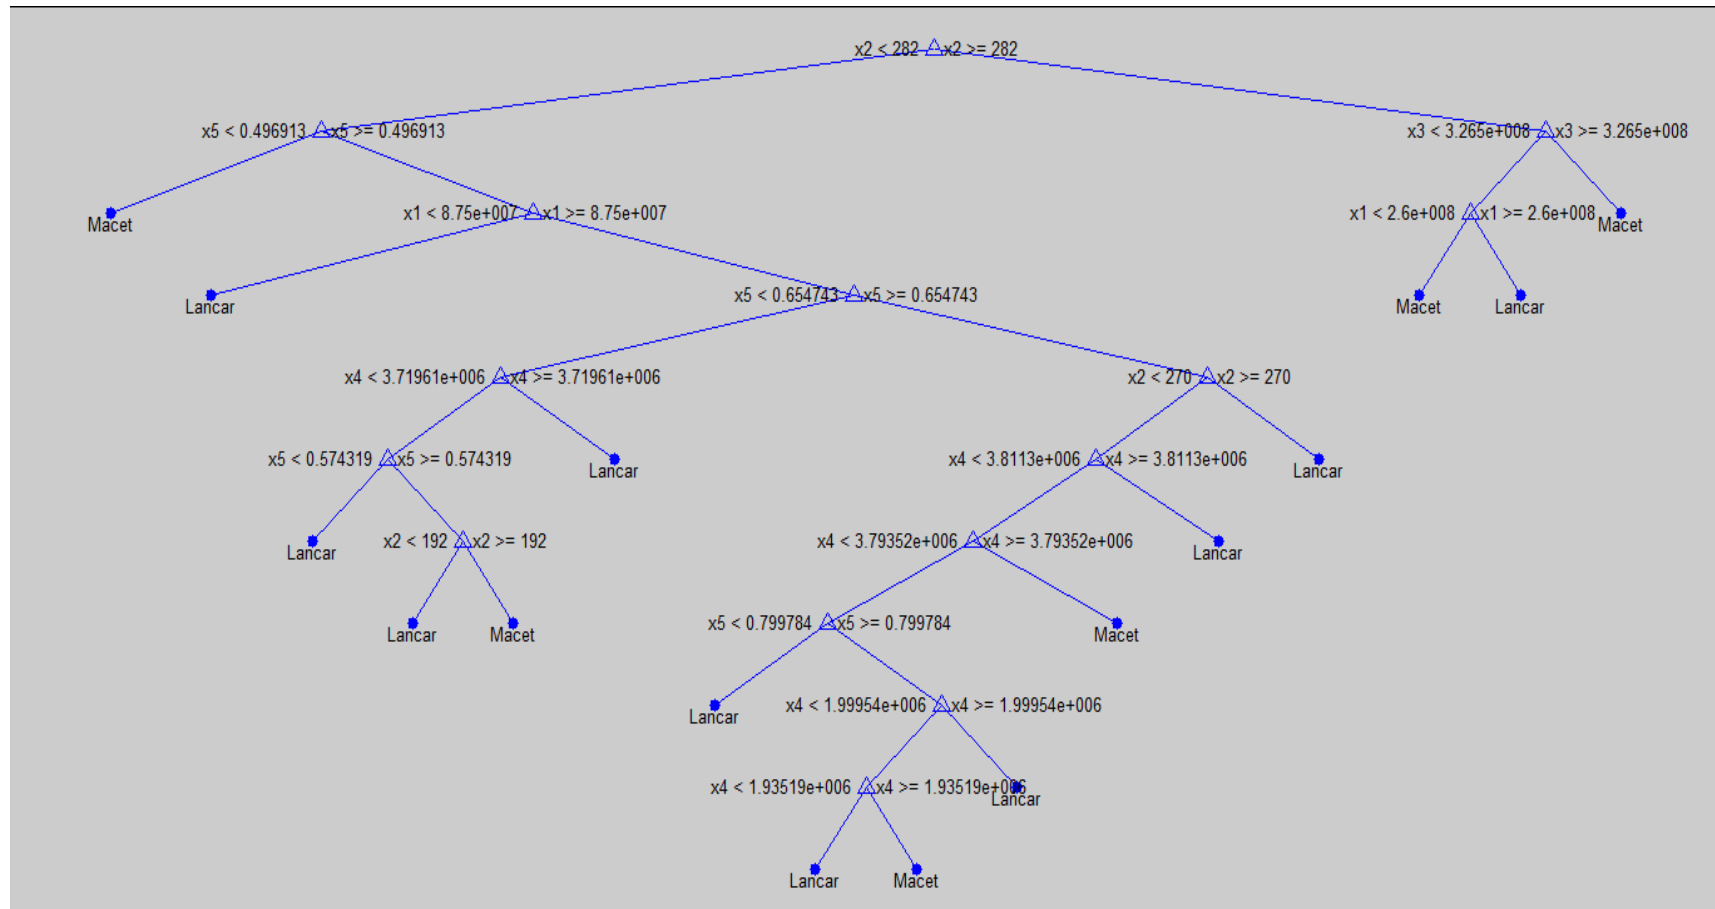 x2 < 282 x2 >= 282
x5 < 0.496913 x5 >= 0.496913
x3 < 3.265e+008 x3 >= 3.265e+008
Macet
x1 < 8.75e+007 x1 >= 8.75e+007
x1 < 2.6e+008 x1 >= 2.6e+008
Macet
Lancar
x5 < 0.654743 x5 >= 0.654743
Macet
Lancar
x4 < 3.71961e+006 x4 >= 3.71961e+006
x2 < 270 x2 >= 270
x5 < 0.574319 x5 >= 0.574319
Lancar
x4 < 3.8113e+006 x4 >= 3.8113e+006
Lancar
Lancar
x2 < 192 x2 >= 192
x4 < 3.79352e+006 x4 >= 3.79352e+006
Lancar
Lancar
Macet
x5 < 0.799784 x5 >= 0.799784
Macet
Lancar
x4 < 1.99954e+006 x4 >= 1.99954e+006
x4 < 1.93519e+006 x4 >= 1.93519e+006
Lancar
Lancar
Macet